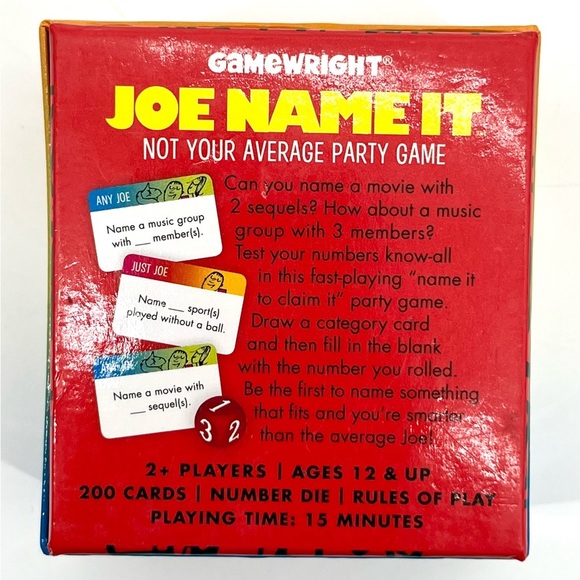 GAMEWRIGHT®
JOE NAME IT
NOT YOUR AVERAGE PARTY GAME
ANY JOE
Name a music group
with ___ member(s).
JUST JOE
Name ___ sport(s)
played without a ball.
ANY JOE
Name a movie with
___ sequel(s).
1
3 2
Can you name a movie with
2 sequels? How about a music
group with 3 members?
Test your numbers know-all
in this fast-playing "name it
to claim it" party game.
Draw a category card
and then fill in the blank
with the number you rolled.
Be the first to name something
that fits and you're smarter
than the average Joe!
2+ PLAYERS | AGES 12 & UP
200 CARDS | NUMBER DIE | RULES OF PLAY
PLAYING TIME: 15 MINUTES